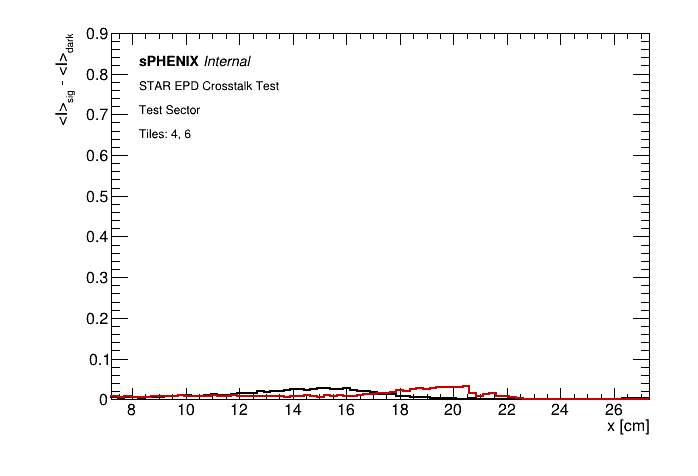 0.9
0.8
0.7
0.6
0.5
0.4
0.3
0.2
0.1
0
<I>sig - <I>dark
sPHENIX Internal
STAR EPD Crosstalk Test
Test Sector
Tiles: 4, 6
8 10 12 14 16 18 20 22 24 26
x [cm]